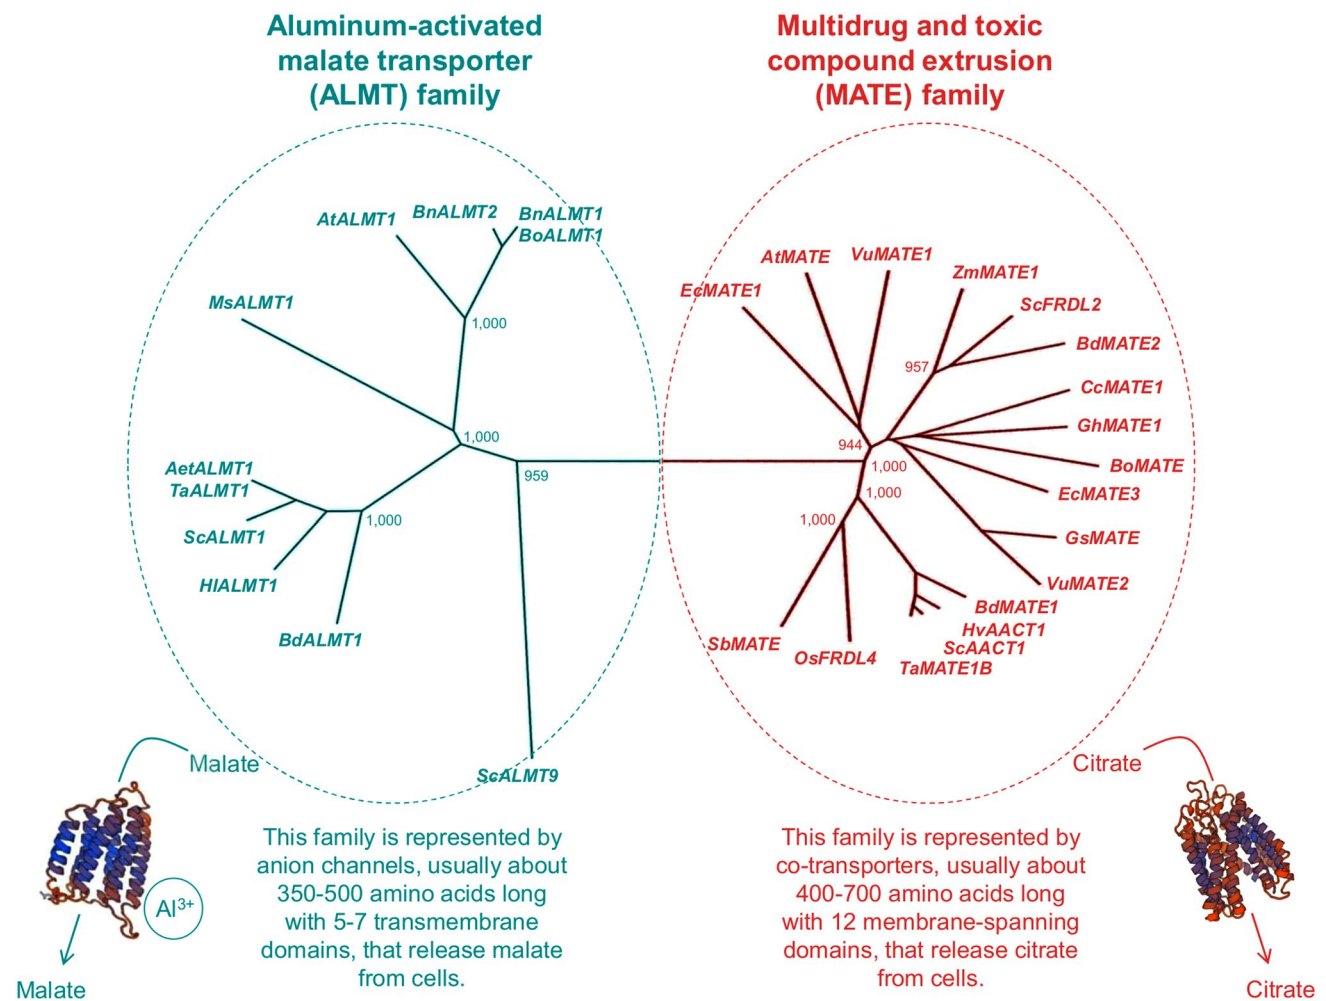 Aluminum-activated
malate transporter
(ALMT) family
Multidrug and toxic
compound extrusion
(MATE) family
AtALMT1
BnALMT2
BnALMT1
BoALMT1
MsALMT1
1,000
1,000
959
AetALMT1
TaALMT1
ScALMT1
HlALMT1
BdALMT1
1,000
ScALMT9
EcMATE1
AtMATE
VuMATE1
ZmMATE1
ScFRDL2
BdMATE2
957
CcMATE1
GhMATE1
BoMATE
EcMATE3
GsMATE
VuMATE2
944
1,000
1,000
1,000
BdMATE1
HvAACT1
ScAACT1
TaMATE1B
SbMATE
OsFRDL4
Malate
Al3+
Malate
This family is represented by
anion channels, usually about
350-500 amino acids long
with 5-7 transmembrane
domains, that release malate
from cells.
This family is represented by
co-transporters, usually about
400-700 amino acids long
with 12 membrane-spanning
domains, that release citrate
from cells.
Citrate
Citrate